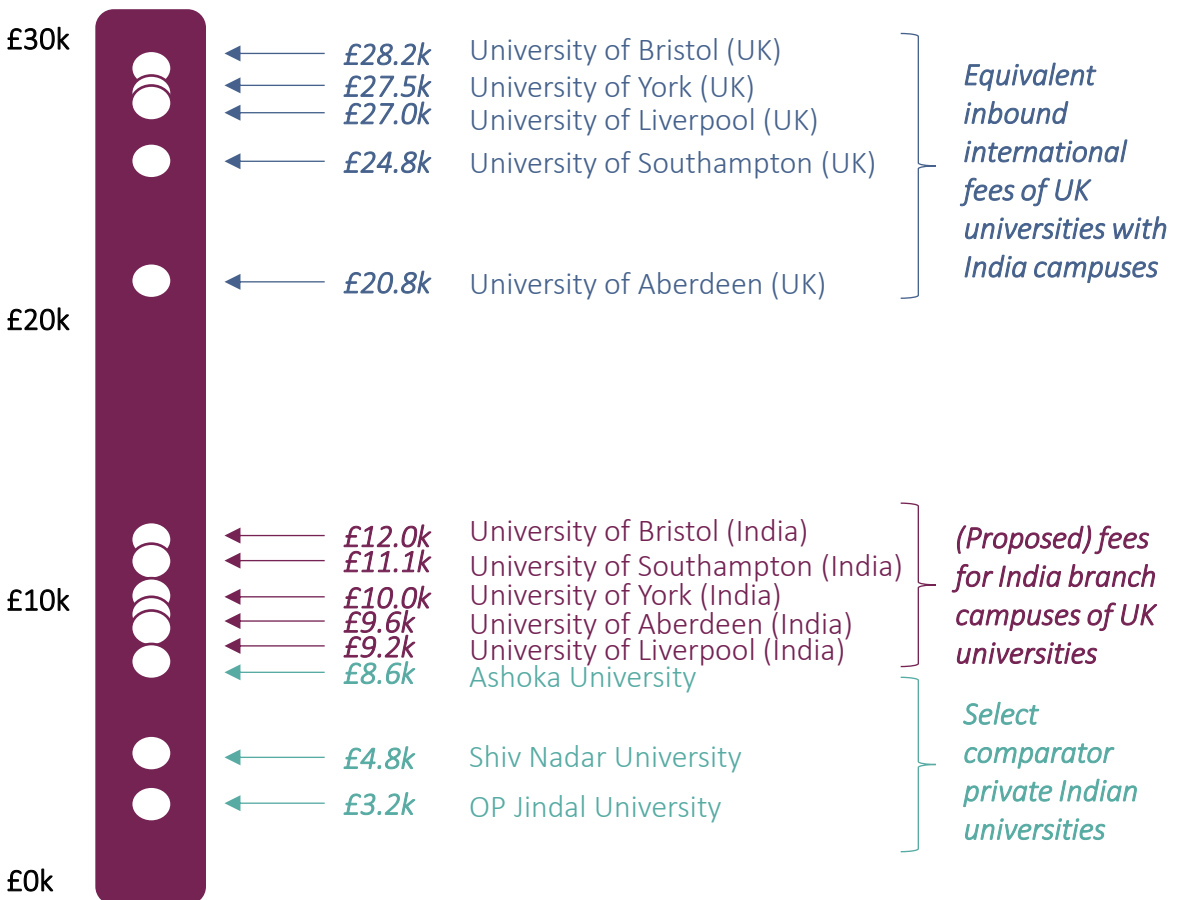 £30k
£28.2k University of Bristol (UK)
£27.5k University of York (UK)
£27.0k University of Liverpool (UK)
£24.8k University of Southampton (UK)
£20.8k University of Aberdeen (UK)
Equivalent
inbound
international
fees of UK
universities with
India campuses
£20k
£12.0k University of Bristol (India)
£11.1k University of Southampton (India)
£10.0k University of York (India)
£9.6k University of Aberdeen (India)
£9.2k University of Liverpool (India)
(Proposed) fees
for India branch
campuses of UK
universities
£10k
£8.6k Ashoka University
£4.8k Shiv Nadar University
£3.2k OP Jindal University
Select
comparator
private Indian
universities
£0k